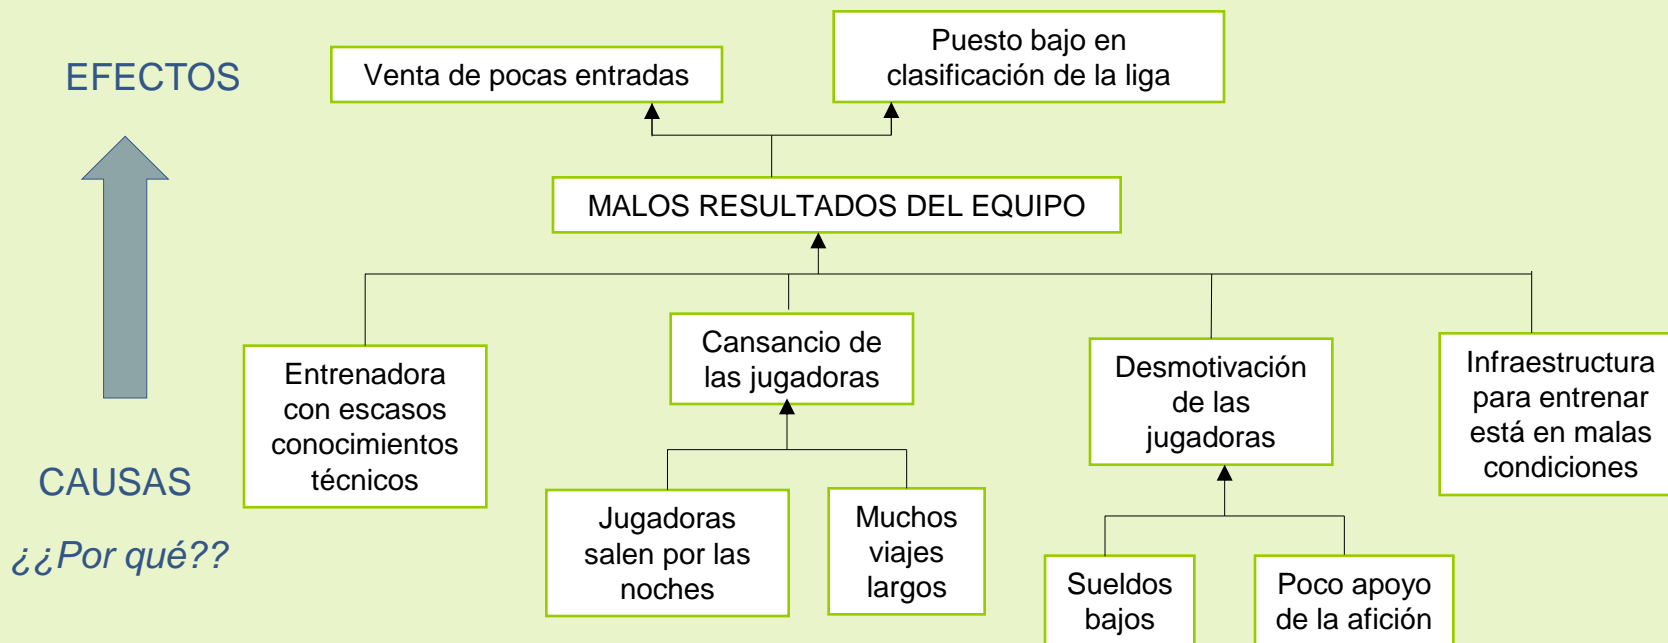 EFECTOS
Venta de pocas entradas
Puesto bajo en
clasificación de la liga
MALOS RESULTADOS DEL EQUIPO
Entrenadora
con escasos
conocimientos
técnicos
Cansancio de
las jugadoras
Desmotivación
de las
jugadoras
Infraestructura
para entrenar
está en malas
condiciones
CAUSAS
¿¿Por qué??
Jugadoras
salen por las
noches
Muchos
viajes
largos
Sueldos
bajos
Poco apoyo
de la afición